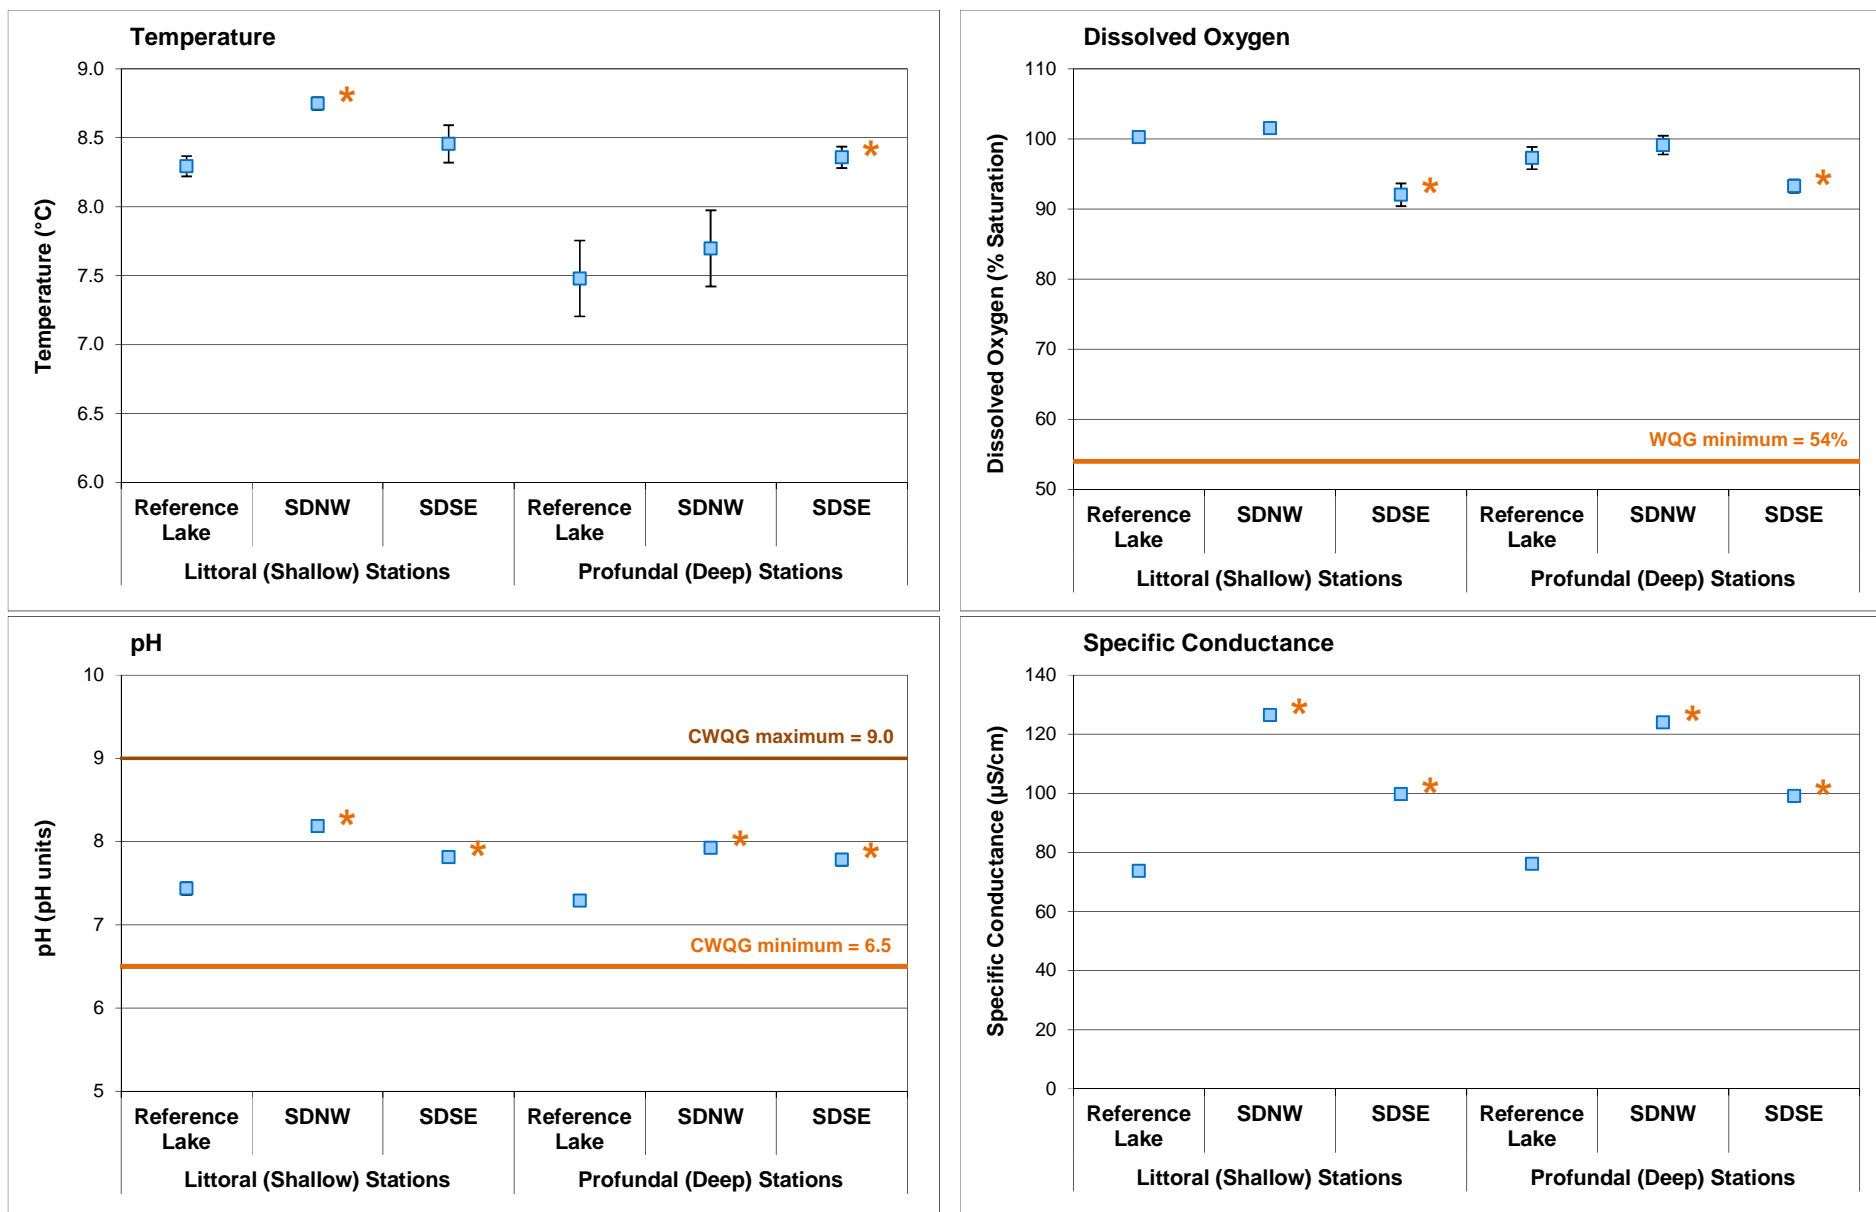 Temperature
Temperature (°C)
9.0
8.5
8.0
7.5
7.0
6.5
6.0
*
*
Reference Lake
SDNW
SDSE
Reference Lake
SDNW
SDSE
Littoral (Shallow) Stations
Profundal (Deep) Stations
Dissolved Oxygen
Dissolved Oxygen (% Saturation)
110
100
90
80
70
60
50
*
*
WQG minimum = 54%
Reference Lake
SDNW
SDSE
Reference Lake
SDNW
SDSE
Littoral (Shallow) Stations
Profundal (Deep) Stations
pH
pH (pH units)
10
9
8
7
6
5
CWQG maximum = 9.0
*
*
*
*
CWQG minimum = 6.5
Reference Lake
SDNW
SDSE
Reference Lake
SDNW
SDSE
Littoral (Shallow) Stations
Profundal (Deep) Stations
Specific Conductance
Specific Conductance (µS/cm)
140
120
100
80
60
40
20
0
*
*
*
*
Reference Lake
SDNW
SDSE
Reference Lake
SDNW
SDSE
Littoral (Shallow) Stations
Profundal (Deep) Stations